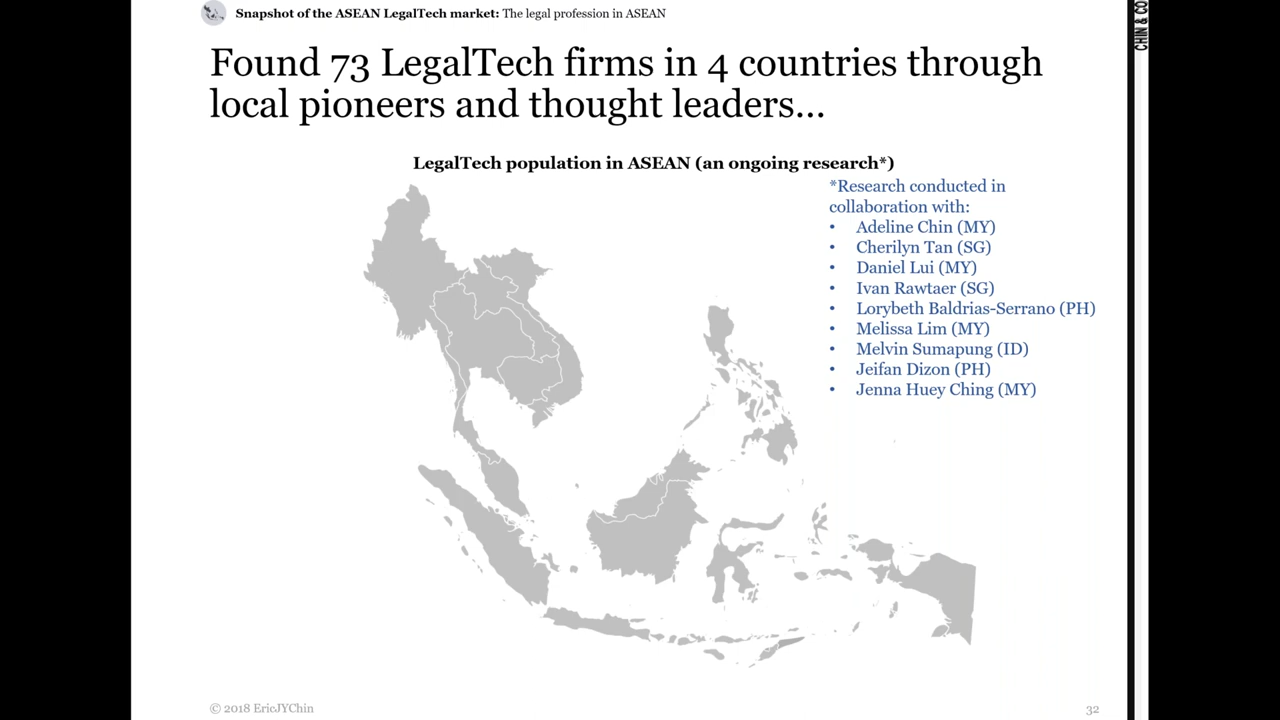 Snapshot of the ASEAN LegalTech market: The legal profession in ASEAN
Found 73 LegalTech firms in 4 countries through
local pioneers and thought leaders...
LegalTech population in ASEAN (an ongoing research*)
*Research conducted in
collaboration with:
• Adeline Chin (MY)
• Cherilyn Tan (SG)
• Daniel Lui (MY)
• Ivan Rawtaer (SG)
• Lorybeth Baldrias-Serrano (PH)
• Melissa Lim (MY)
• Melvin Sumapung (ID)
• Jeifan Dizon (PH)
• Jenna Huey Ching (MY)
© 2018 EricJYChin
32
CHIN & CO